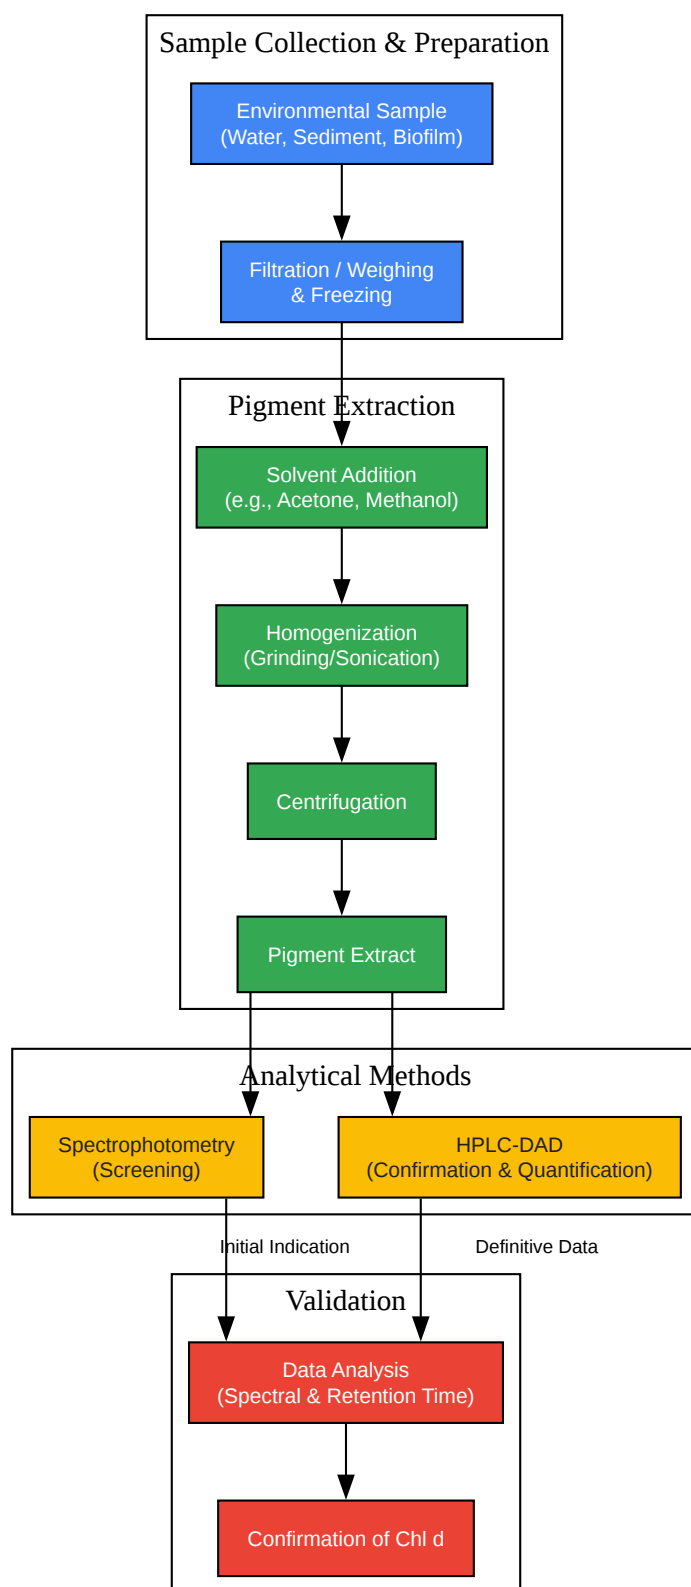 Sample Collection & Preparation
Environmental Sample
(Water, Sediment, Biofilm)
Filtration / Weighing
& Freezing
Pigment Extraction
Solvent Addition
(e.g., Acetone, Methanol)
Homogenization
(Grinding/Sonication)
Centrifugation
Pigment Extract
Analytical Methods
Spectrophotometry
(Screening)
HPLC-DAD
(Confirmation & Quantification)
Initial Indication
Definitive Data
Validation
Data Analysis
(Spectral & Retention Time)
Confirmation of Chl d